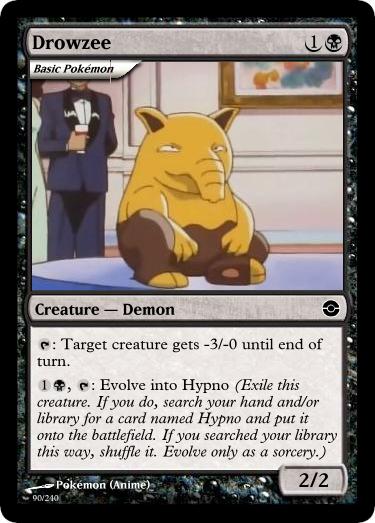 Drowzee 1
Basic Pokémon
Creature — Demon
: Target creature gets -3/-0 until end of
turn.
1 , : Evolve into Hypno (Exile this
creature. If you do, search your hand and/or
library for a card named Hypno and put it
onto the battlefield. If you searched your library
this way, shuffle it. Evolve only as a sorcery.)
2/2
Pokémon (Anime)
90/240